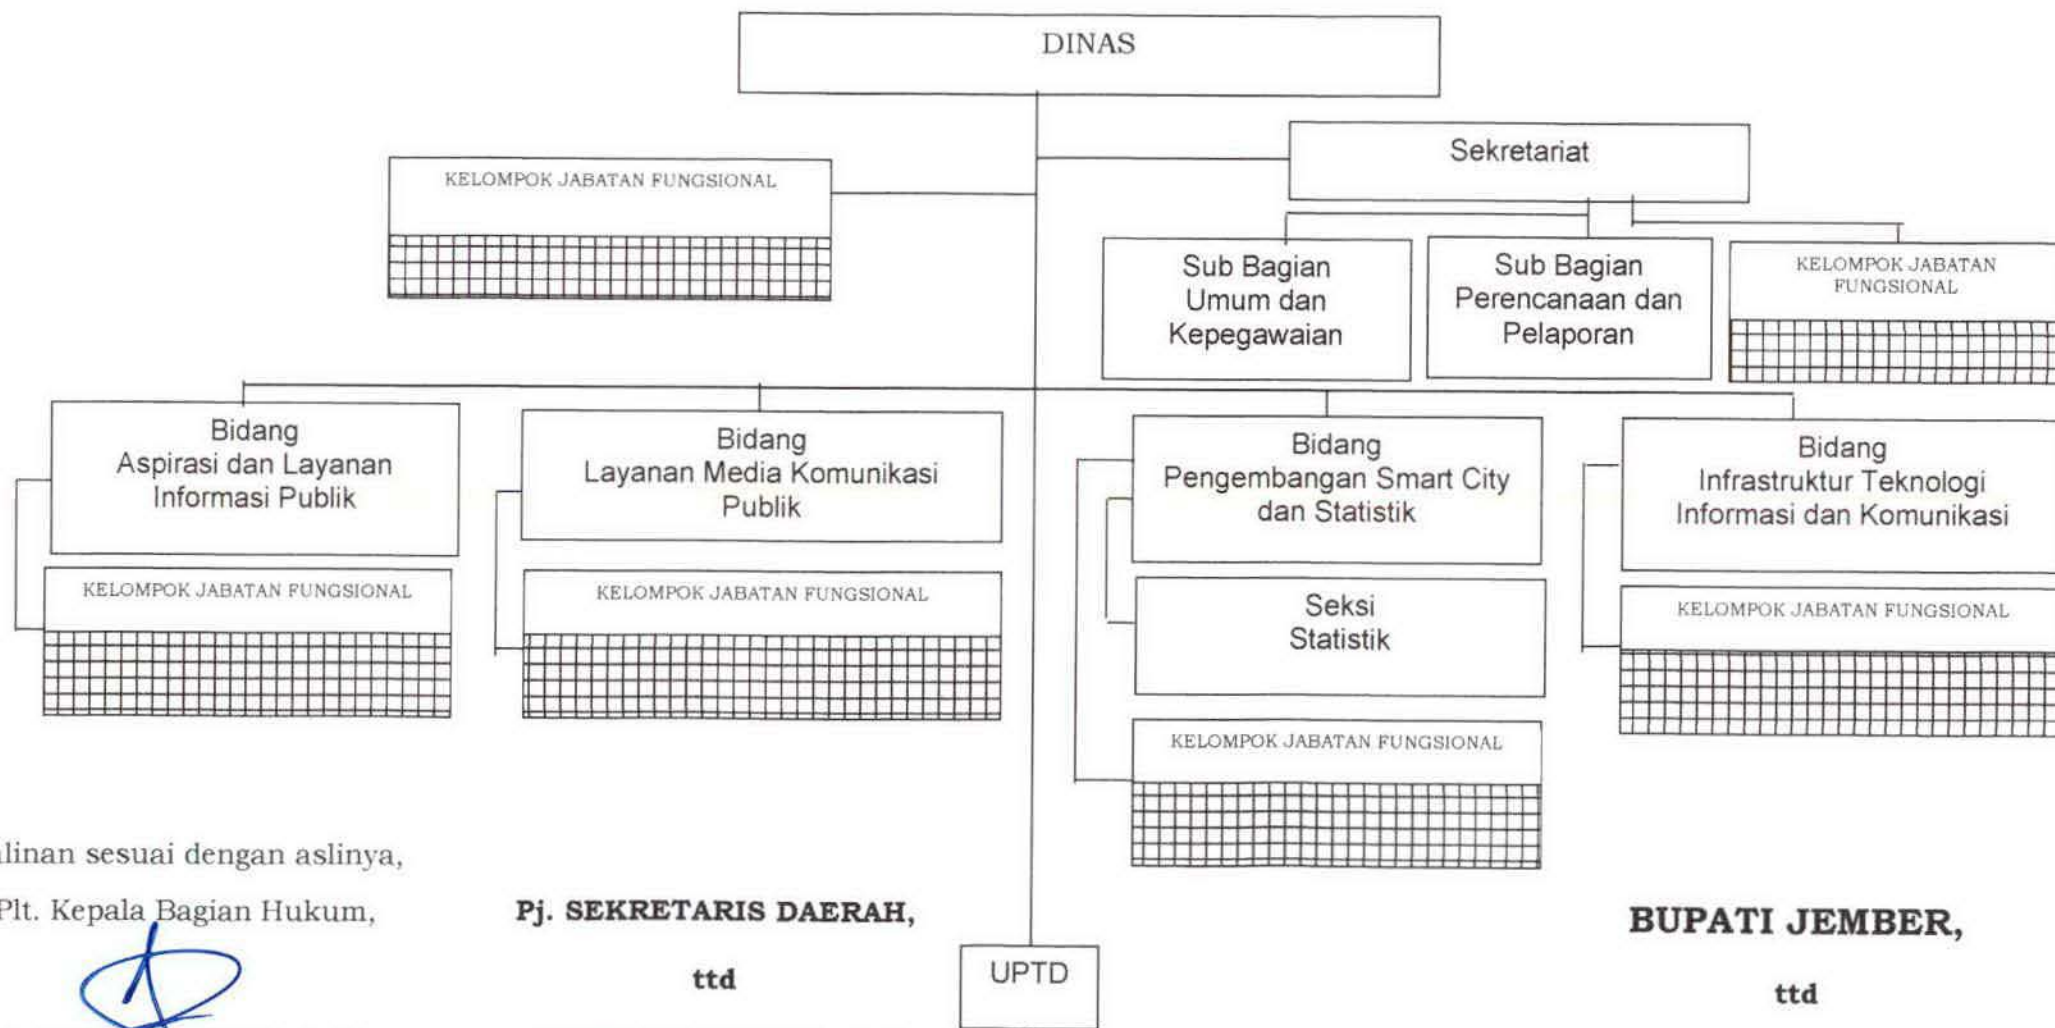 DINAS
Sekretariat
KELOMPOK JABATAN FUNGSIONAL
Sub Bagian
Umum dan
Kepegawaian
Sub Bagian
Perencanaan dan
Pelaporan
KELOMPOK JABATAN
FUNGSIONAL
Bidang
Aspirasi dan Layanan
Informasi Publik
Bidang
Layanan Media Komunikasi
Publik
Bidang
Pengembangan Smart City
dan Statistik
Bidang
Infrastruktur Teknologi
Informasi dan Komunikasi
KELOMPOK JABATAN FUNGSIONAL
KELOMPOK JABATAN FUNGSIONAL
Seksi
Statistik
KELOMPOK JABATAN FUNGSIONAL
KELOMPOK JABATAN FUNGSIONAL
alinan sesuai dengan aslinya,
Plt. Kepala Bagian Hukum,
Pj. SEKRETARIS DAERAH,
ttd
UPTD
BUPATI JEMBER,
ttd